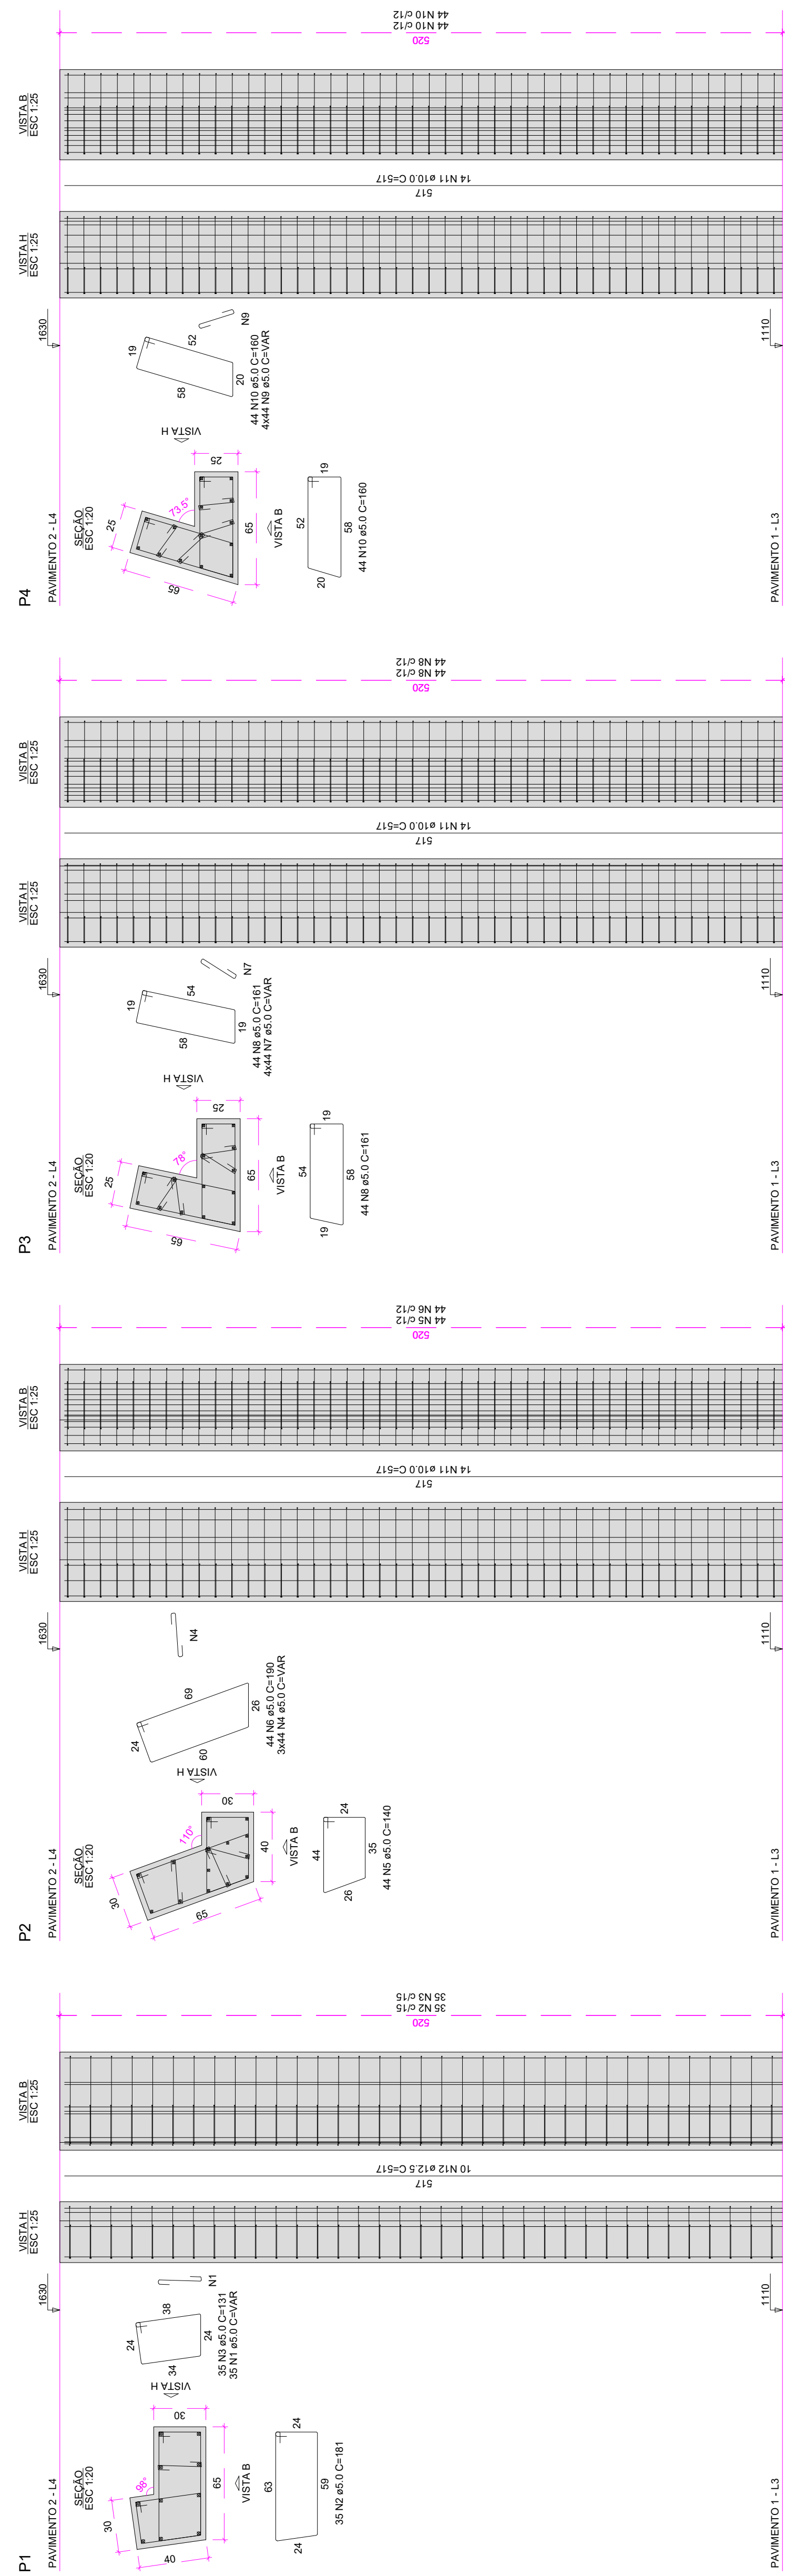 P4
PAVIMENTO 2 - L4
SEÇÃO
ESC 1:20
25
65
73.5°
25
65
VISTA B
VISTA H
52
19
20
58
44 N10 ø5.0 C=160
19
58
52
20
N9
44 N10 ø5.0 C=160
4x44 N9 ø5.0 C=VAR
1630
1110
PAVIMENTO 1 - L3
VISTA H
ESC 1:25
517
14 N11 ø10.0 C=517
VISTA B
ESC 1:25
520
44 N10 c/12
44 N10 c/12
P3
PAVIMENTO 2 - L4
SEÇÃO
ESC 1:20
25
65
78°
25
65
VISTA B
VISTA H
54
19
19
58
44 N8 ø5.0 C=161
19
58
54
19
N7
44 N8 ø5.0 C=161
4x44 N7 ø5.0 C=VAR
1630
1110
PAVIMENTO 1 - L3
VISTA H
ESC 1:25
517
14 N11 ø10.0 C=517
VISTA B
ESC 1:25
520
44 N8 c/12
44 N8 c/12
P2
PAVIMENTO 2 - L4
SEÇÃO
ESC 1:20
30
65
110°
30
40
VISTA B
VISTA H
44
24
26
35
44 N5 ø5.0 C=140
24
60
69
26
N4
44 N6 ø5.0 C=190
3x44 N4 ø5.0 C=VAR
1630
1110
PAVIMENTO 1 - L3
VISTA H
ESC 1:25
517
14 N11 ø10.0 C=517
VISTA B
ESC 1:25
520
44 N5 c/12
44 N6 c/12
P1
PAVIMENTO 2 - L4
SEÇÃO
ESC 1:20
30
40
98°
30
65
VISTA B
VISTA H
63
24
24
59
35 N2 ø5.0 C=181
24
34
38
24
N1
35 N3 ø5.0 C=131
35 N1 ø5.0 C=VAR
1630
1110
PAVIMENTO 1 - L3
VISTA H
ESC 1:25
517
10 N12 ø12.5 C=517
VISTA B
ESC 1:25
520
35 N2 c/15
35 N3 c/15